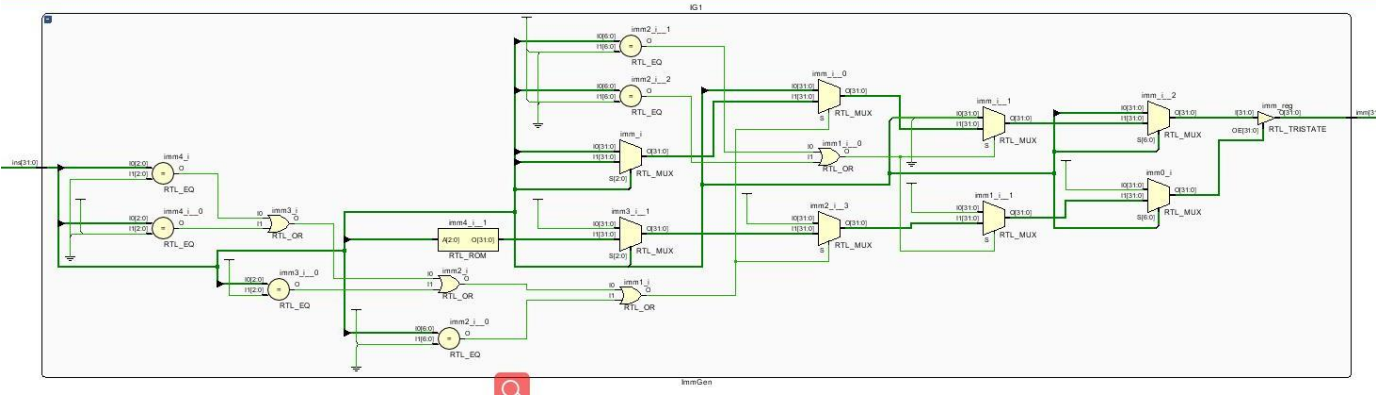 IG1
ins[31:0]
I0[2:0]
I1[2:0]
imm4_i
O
RTL_EQ
I0[2:0]
I1[2:0]
imm4_i__0
O
RTL_EQ
I0
I1
imm3_i
O
RTL_OR
I0[2:0]
I1[2:0]
imm3_i__0
O
RTL_EQ
imm4_i__1
A[2:0]
O[31:0]
RTL_ROM
I0
I1
imm2_i
O
RTL_OR
I0[6:0]
I1[6:0]
imm2_i__0
O
RTL_EQ
I0[6:0]
I1[6:0]
imm2_i__1
O
RTL_EQ
I0[6:0]
I1[6:0]
imm2_i__2
O
RTL_EQ
I0[31:0]
I1[31:0]
S[2:0]
imm_i
O[31:0]
RTL_MUX
I0[31:0]
I1[31:0]
S[2:0]
imm3_i__1
O[31:0]
RTL_MUX
I0
I1
imm1_i
O
RTL_OR
I0[31:0]
I1[31:0]
S
imm_i__0
O[31:0]
RTL_MUX
I0
I1
imm1_i__0
O
RTL_OR
I0[31:0]
I1[31:0]
S
imm2_i__3
O[31:0]
RTL_MUX
I0[31:0]
I1[31:0]
S
imm_i__1
O[31:0]
RTL_MUX
I0[31:0]
I1[31:0]
S
imm1_i__1
O[31:0]
RTL_MUX
I0[31:0]
I1[31:0]
S[6:0]
imm_i__2
O[31:0]
RTL_MUX
I0[31:0]
I1[31:0]
S[6:0]
imm0_i
O[31:0]
RTL_MUX
I[31:0]
OE[31:0]
imm_reg
O[31:0]
RTL_TRISTATE
imm[31
ImmGen